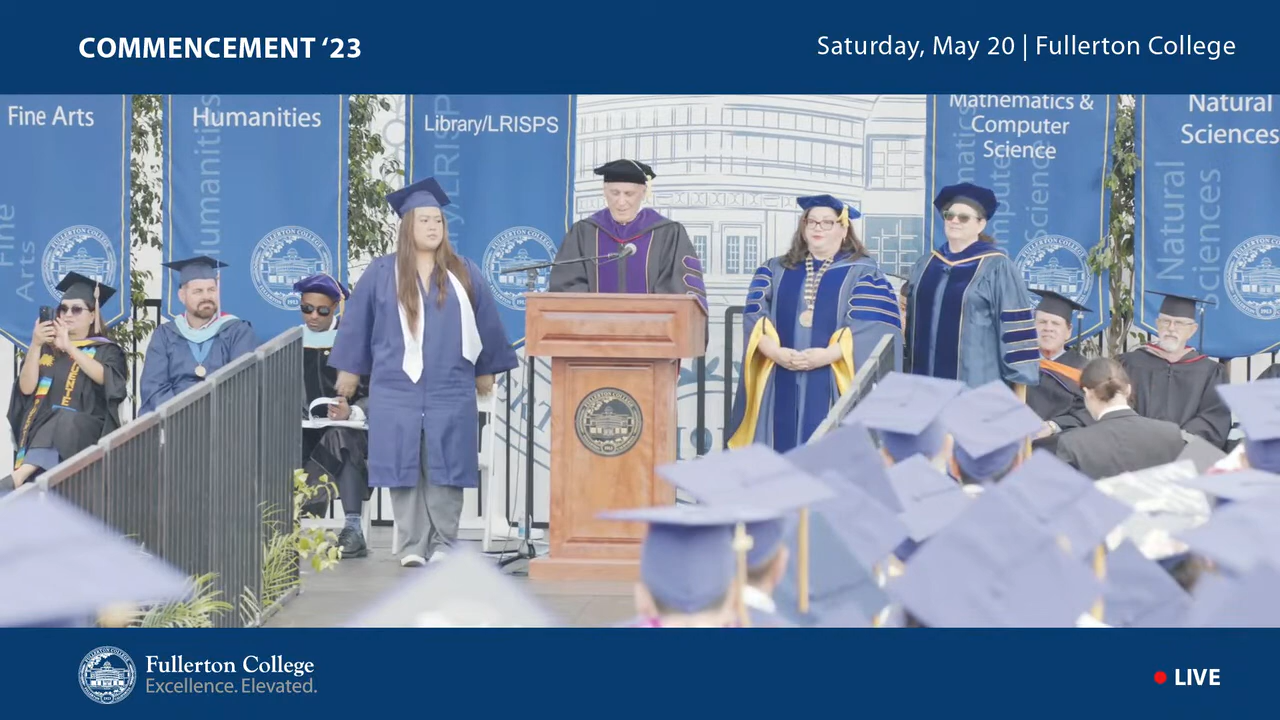 COMMENCEMENT ‘23
Saturday, May 20 | Fullerton College
Fine Arts
Humanities
Library/LRISPS
Mathematics &
Computer
Science
Natural
Sciences
Fine
Arts
Humanities
Natural
Sciences
Fullerton College
Excellence. Elevated.
LIVE